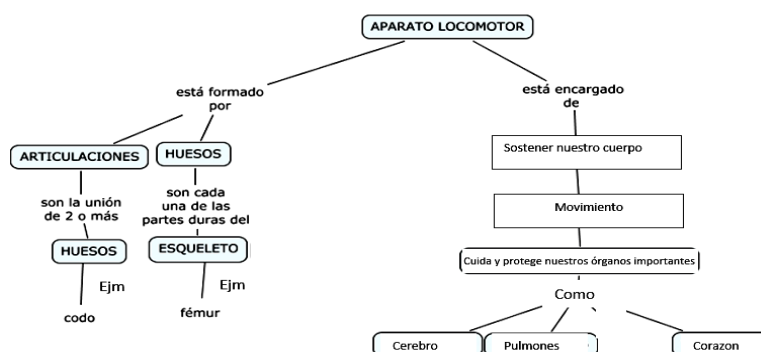 APARATO LOCOMOTOR
está formado
por
ARTICULACIONES
son la unión
de 2 o más
HUESOS
Ejm
codo
HUESOS
son cada
una de las
partes duras del
ESQUELETO
Ejm
fémur
está encargado
de
Sostener nuestro cuerpo
Movimiento
Cuida y protege nuestros órganos importantes
Como
Cerebro
Pulmones
Corazon